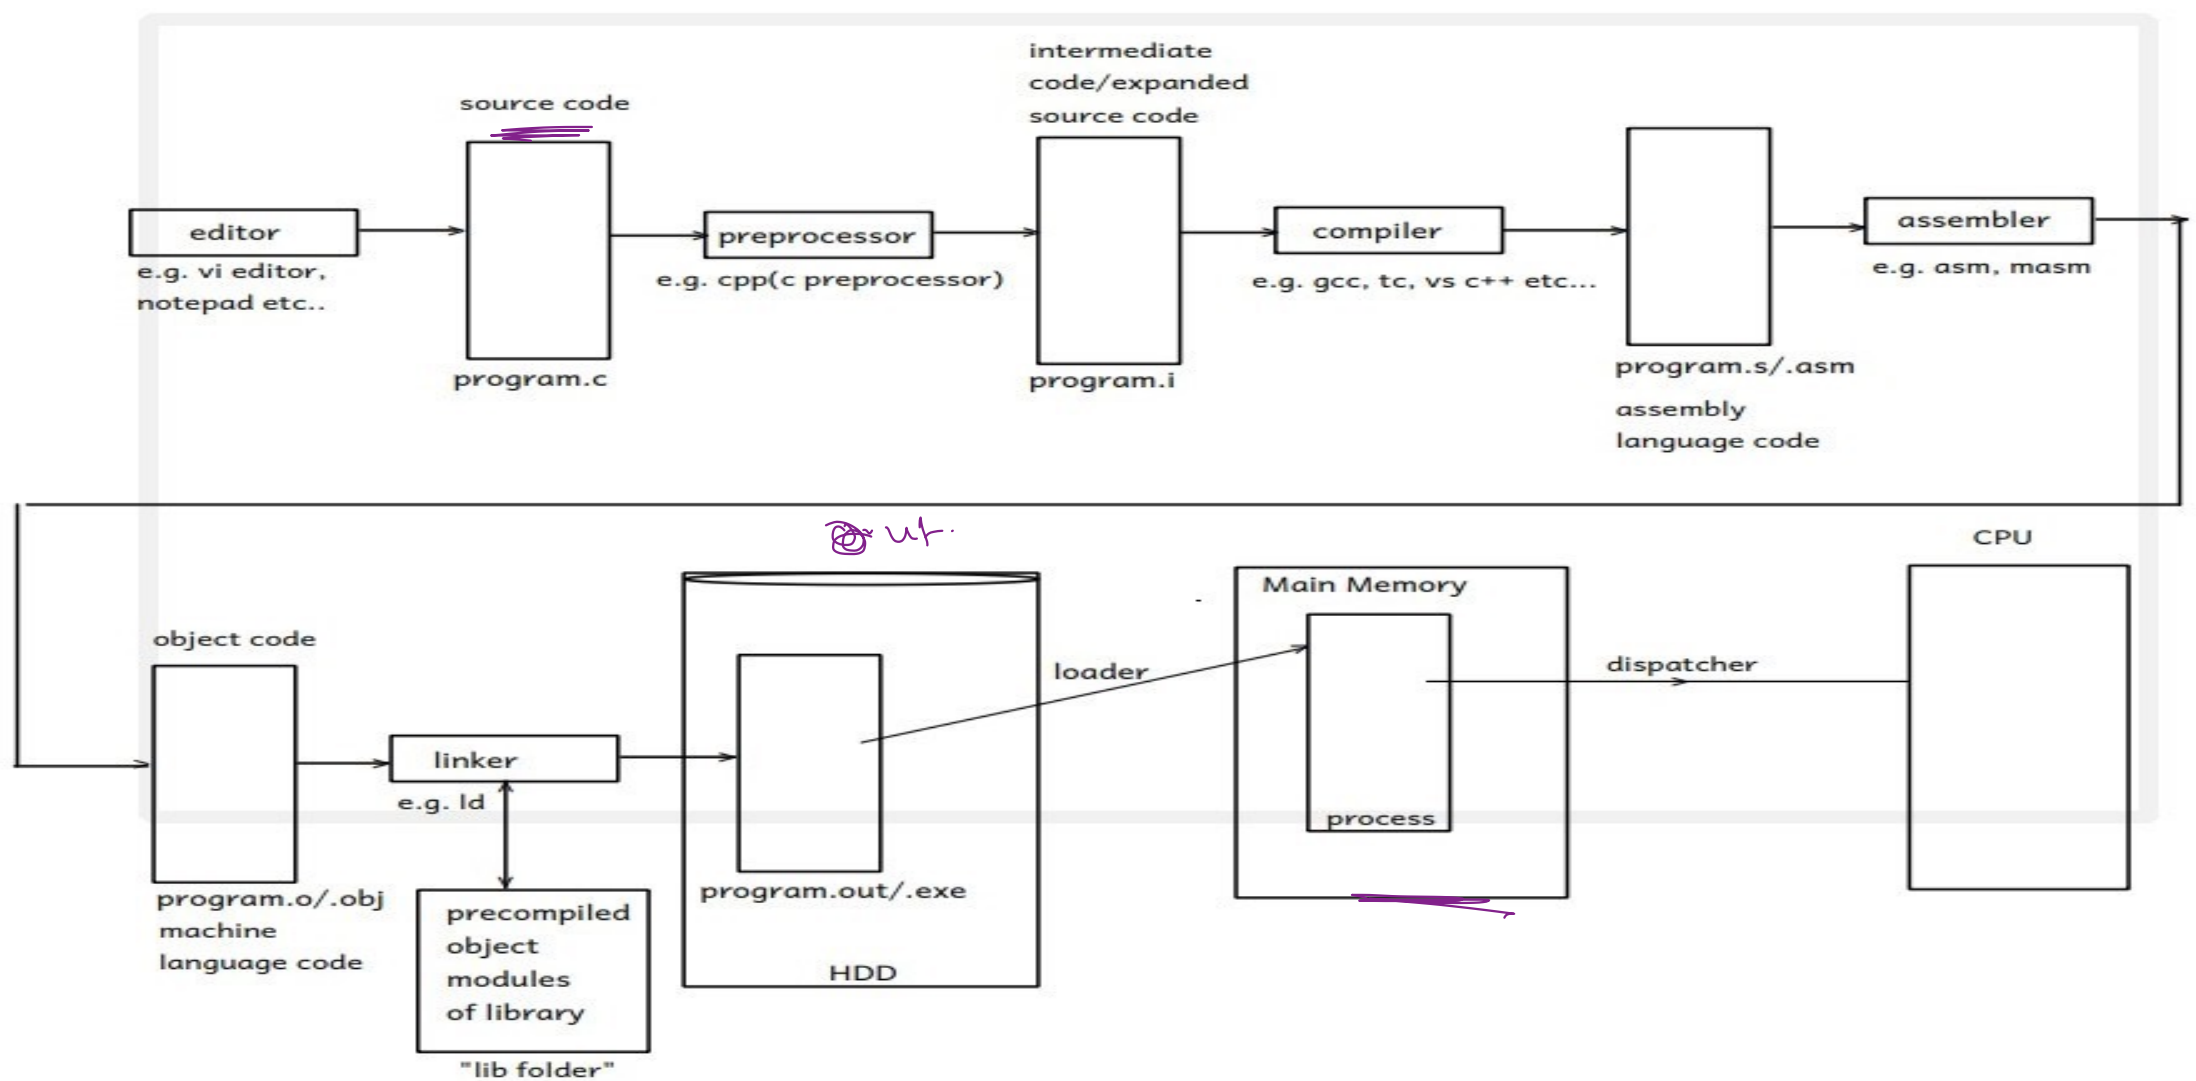 intermediate
code/expanded
source code
source code
editor
preprocessor
compiler
assembler
e.g. vi editor,
notepad etc..
e.g. cpp(c preprocessor)
e.g. gcc, tc, vs c++ etc...
e.g. asm, masm
program.c
program.i
program.s/.asm
assembly
language code
CPU
Main Memory
object code
loader
dispatcher
linker
e.g. ld
process
program.o/.obj
machine
language code
program.out/.exe
precompiled
object
modules
of library
HDD
"lib folder"